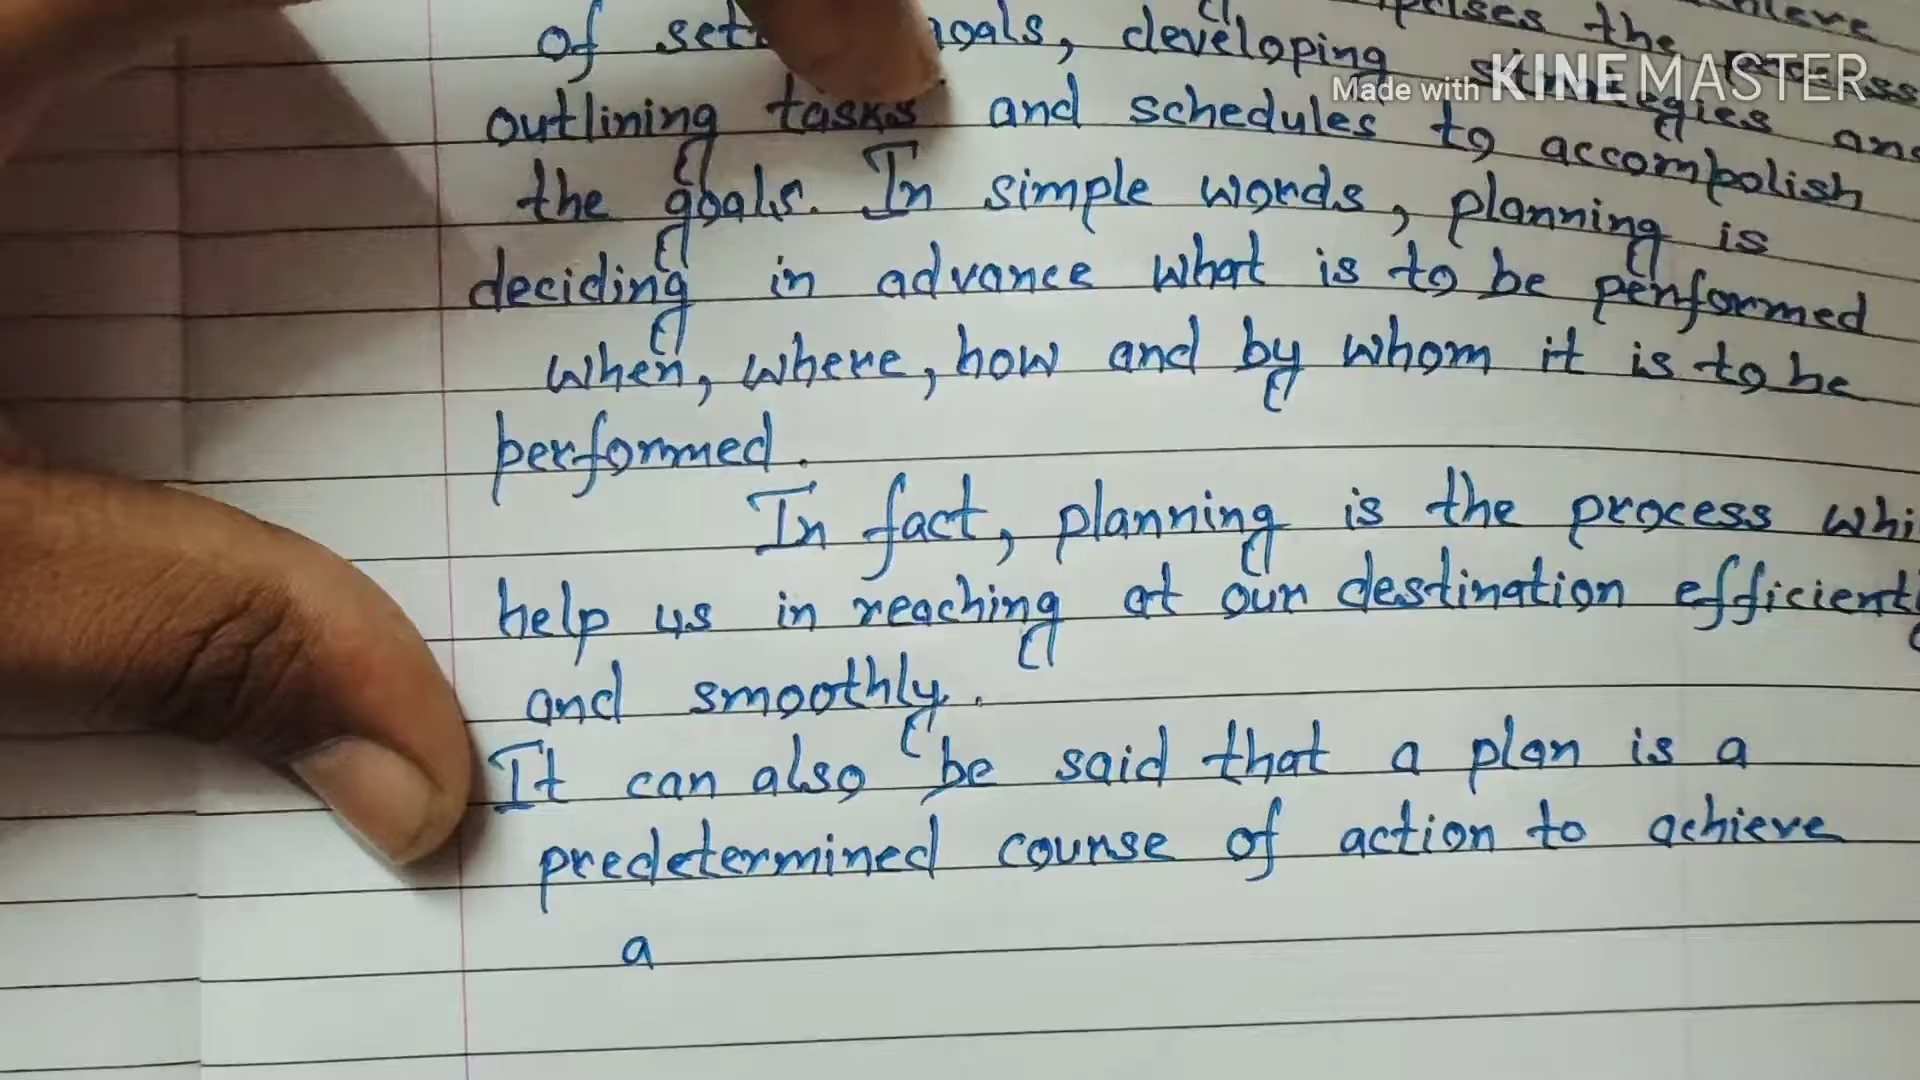 the
of goals, developing strategies and
outlining tasks and schedules to accompolish
the goals. In simple words, planning is
deciding in advance what is to be performed
when, where, how and by whom it is to be
performed.
In fact, planning is the process
help us in reaching at our destination
and smoothly.
It can also be said that a plan is a
predetermined course of action to achieve
a
Made with KINEMASTER